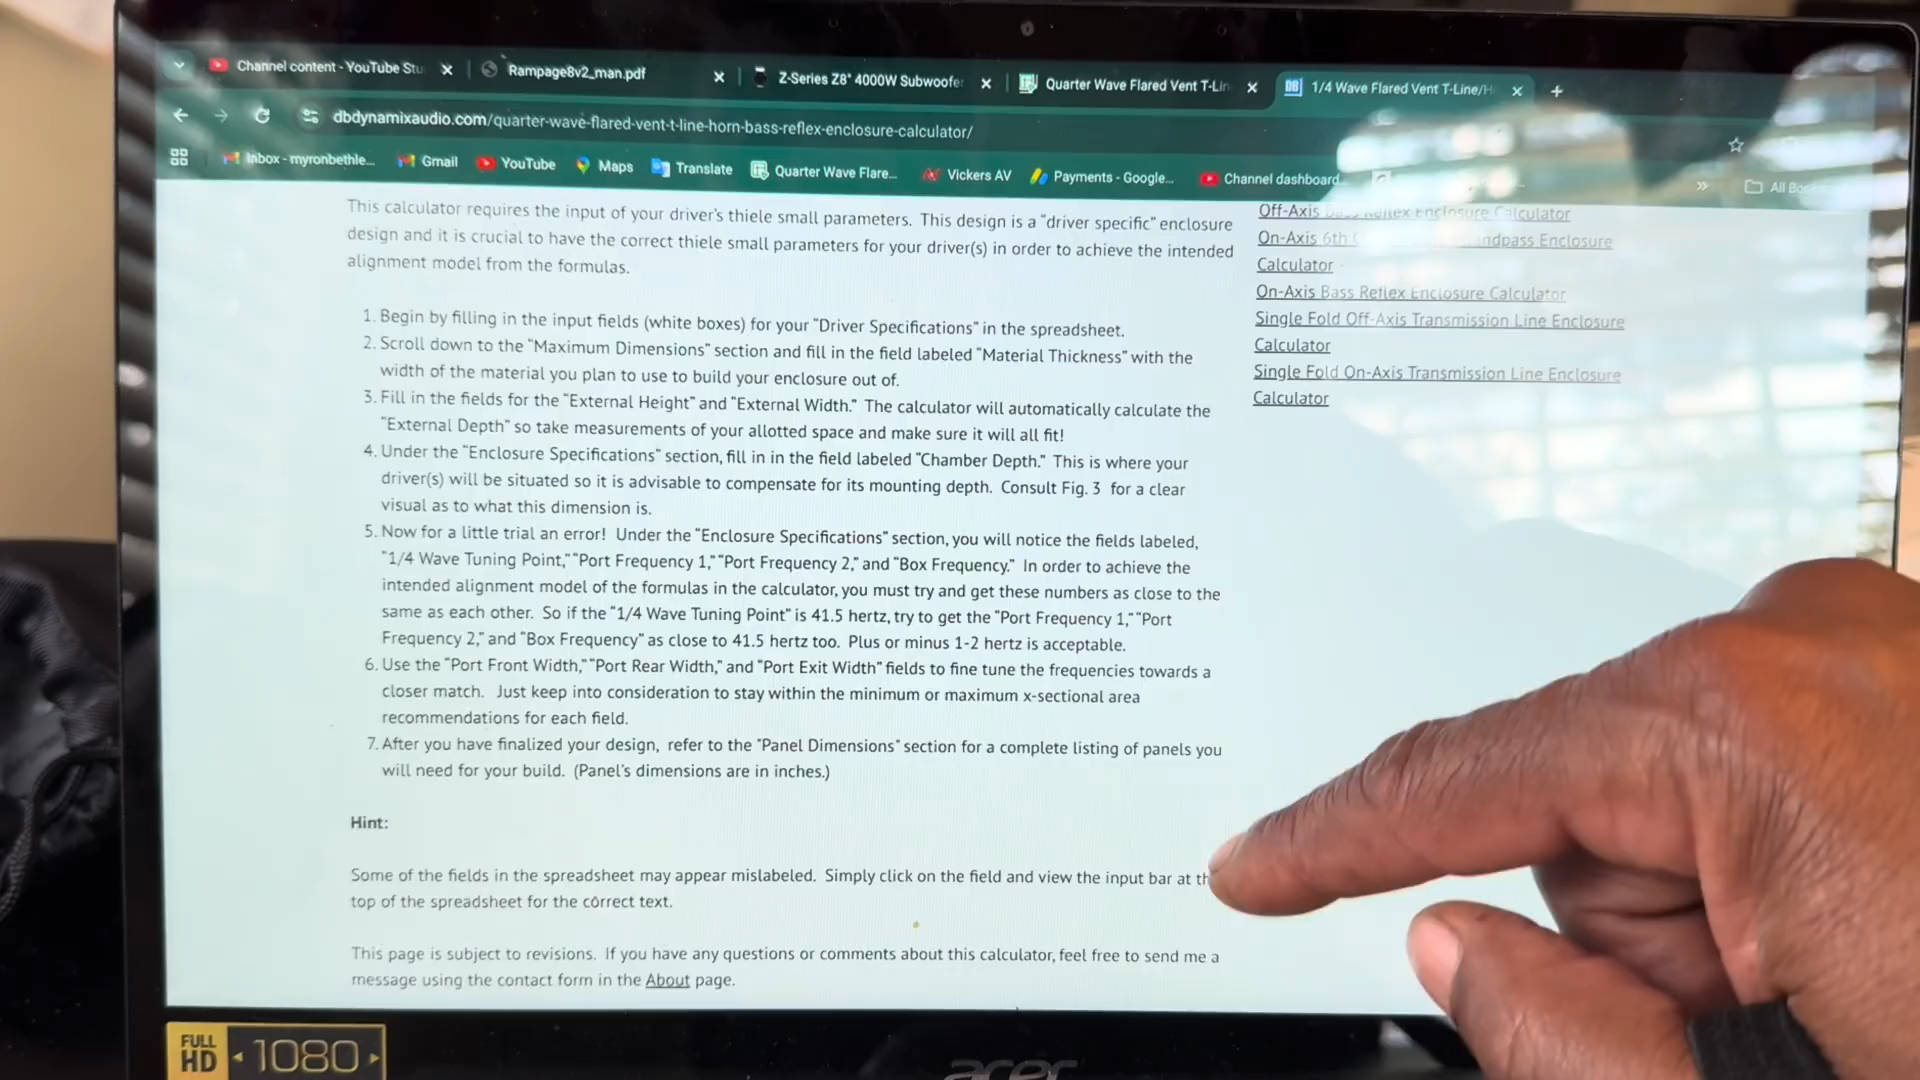 Channel content - YouTube Stu
Rampage8v2_man.pdf
Z-Series Z8" 4000W Subwoofer
Quarter Wave Flared Vent T-Lin
1/4 Wave Flared Vent T-Line/H
dbdynamixaudio.com/quarter-wave-flared-vent-t-line-horn-bass-reflex-enclosure-calculator/
Inbox - myronbethle...
Gmail
YouTube
Maps
Translate
Quarter Wave Flare...
Vickers AV
Payments - Google...
Channel dashboard...
All Bo
This calculator requires the input of your driver's thiele small parameters. This design is a "driver specific" enclosure
design and it is crucial to have the correct thiele small parameters for your driver(s) in order to achieve the intended
alignment model from the formulas.
1. Begin by filling in the input fields (white boxes) for your "Driver Specifications" in the spreadsheet.
2. Scroll down to the "Maximum Dimensions" section and fill in the field labeled "Material Thickness" with the
width of the material you plan to use to build your enclosure out of.
3. Fill in the fields for the "External Height" and "External Width." The calculator will automatically calculate the
"External Depth" so take measurements of your allotted space and make sure it will all fit!
4. Under the "Enclosure Specifications" section, fill in in the field labeled "Chamber Depth." This is where your
driver(s) will be situated so it is advisable to compensate for its mounting depth. Consult Fig. 3 for a clear
visual as to what this dimension is.
5. Now for a little trial an error! Under the "Enclosure Specifications" section, you will notice the fields labeled,
"1/4 Wave Tuning Point," "Port Frequency 1," "Port Frequency 2," and "Box Frequency." In order to achieve the
intended alignment model of the formulas in the calculator, you must try and get these numbers as close to the
same as each other. So if the "1/4 Wave Tuning Point" is 41.5 hertz, try to get the "Port Frequency 1," "Port
Frequency 2," and "Box Frequency" as close to 41.5 hertz too. Plus or minus 1-2 hertz is acceptable.
6. Use the "Port Front Width," "Port Rear Width," and "Port Exit Width" fields to fine tune the frequencies towards a
closer match. Just keep into consideration to stay within the minimum or maximum x-sectional area
recommendations for each field.
7. After you have finalized your design, refer to the "Panel Dimensions" section for a complete listing of panels you
will need for your build. (Panel's dimensions are in inches.)
Hint:
Some of the fields in the spreadsheet may appear mislabeled. Simply click on the field and view the input bar at th
top of the spreadsheet for the correct text.
This page is subject to revisions. If you have any questions or comments about this calculator, feel free to send me a
message using the contact form in the About page.
Off-Axis Bass Reflex Enclosure Calculator
On-Axis 6th ndpass Enclosure
Calculator
On-Axis Bass Reflex Enclosure Calculator
Single Fold Off-Axis Transmission Line Enclosure
Calculator
Single Fold On-Axis Transmission Line Enclosure
Calculator
FULL
HD
1080
acer